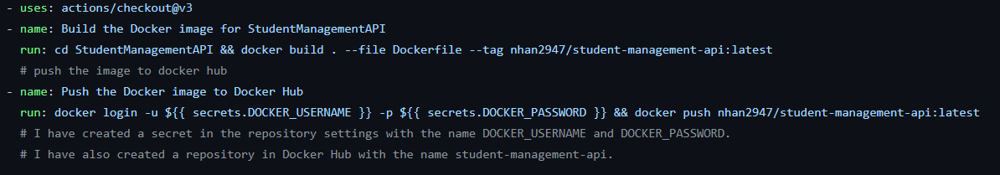 - uses: actions/checkout@v3
- name: Build the Docker image for StudentManagementAPI
run: cd StudentManagementAPI && docker build . --file Dockerfile --tag nhan2947/student-management-api:latest
# push the image to docker hub
- name: Push the Docker image to Docker Hub
run: docker login -u ${{ secrets.DOCKER_USERNAME }} -p ${{ secrets.DOCKER_PASSWORD }} && docker push nhan2947/student-management-api:latest
# I have created a secret in the repository settings with the name DOCKER_USERNAME and DOCKER_PASSWORD.
# I have also created a repository in Docker Hub with the name student-management-api.